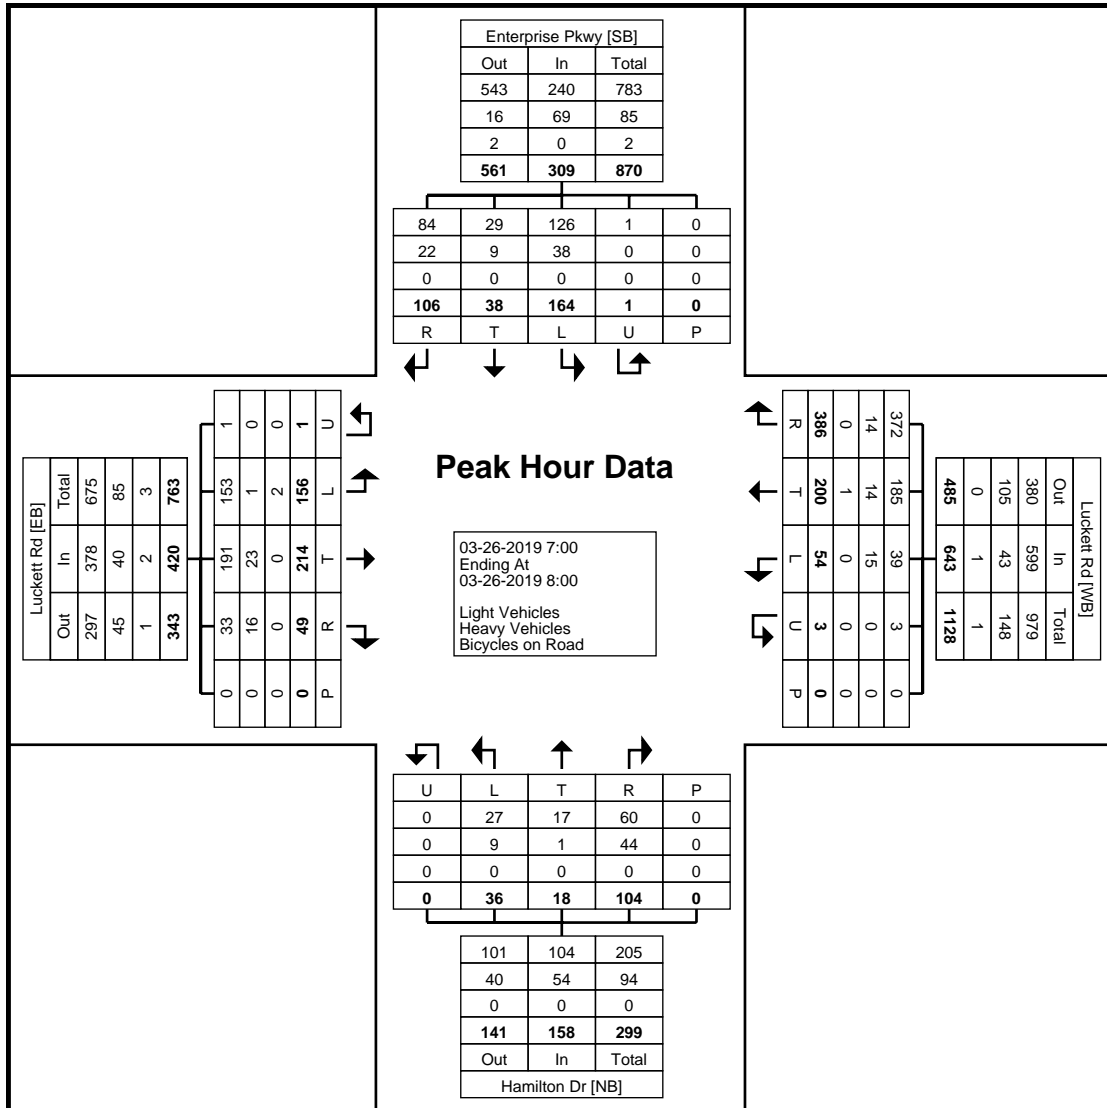 Enterprise Pkwy [SB]
Out In Total
543 240 783
16 69 85
2 0 2
561 309 870
84 29 126 1 0
22 9 38 0 0
0 0 0 0 0
106 38 164 1 0
R T L U P
Luckett Rd [EB]
Total In Out
675 378 297
85 40 45
3 2 1
763 420 343
1 153 191 33 0
0 1 23 16 0
0 2 0 0 0
1 156 214 49 0
U L T R P
Peak Hour Data
03-26-2019 7:00
Ending At
03-26-2019 8:00
Light Vehicles
Heavy Vehicles
Bicycles on Road
R T L U P
386 200 54 3 0
0 1 0 0 0
14 14 15 0 0
372 185 39 3 0
Luckett Rd [WB]
Out In Total
380 599 979
105 43 148
0 1 1
485 643 1128
U L T R P
0 27 17 60 0
0 9 1 44 0
0 0 0 0 0
0 36 18 104 0
101 104 205
40 54 94
0 0 0
141 158 299
Out In Total
Hamilton Dr [NB]